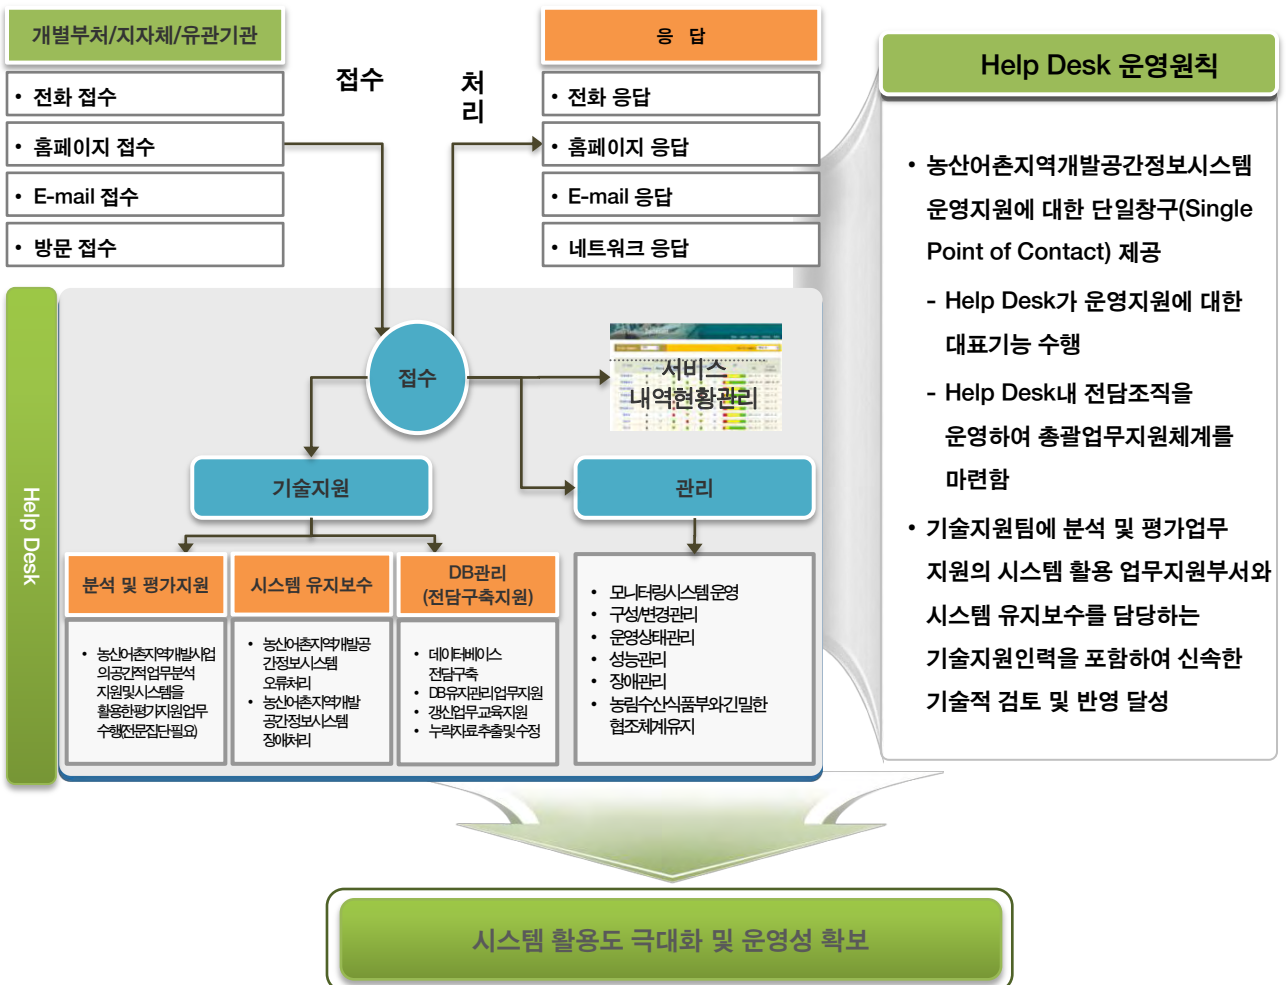 개별부처/지자체/유관기관
• 전화 접수
• 홈페이지 접수
• E-mail 접수
• 방문 접수
접수
처
리
응 답
• 전화 응답
• 홈페이지 응답
• E-mail 응답
• 네트워크 응답
Help Desk
접수
서비스
내역현황관리
기술지원
관리
분석 및 평가지원
• 농산어촌지역개발사업
의공간적업무분석
지원및시스템을
활용한평가지원업무
수행(전문집단필요)
시스템 유지보수
• 농산어촌지역개발공
간정보시스템
오류처리
• 농산어촌지역개발
공간정보시스템
장애처리
DB관리
(전담구축지원)
• 데이터베이스
전담구축
• DB유지관리업무지원
• 갱신업무교육지원
• 누락자료추출및수정
• 모니터링시스템운영
• 구성/변경관리
• 운영상태관리
• 성능관리
• 장애관리
• 농림수산식품부와긴밀한
협조체계유지
Help Desk 운영원칙
• 농산어촌지역개발공간정보시스템
운영지원에 대한 단일창구(Single
Point of Contact) 제공
- Help Desk가 운영지원에 대한
대표기능 수행
- Help Desk내 전담조직을
운영하여 총괄업무지원체계를
마련함
• 기술지원팀에 분석 및 평가업무
지원의 시스템 활용 업무지원부서와
시스템 유지보수를 담당하는
기술지원인력을 포함하여 신속한
기술적 검토 및 반영 달성
시스템 활용도 극대화 및 운영성 확보